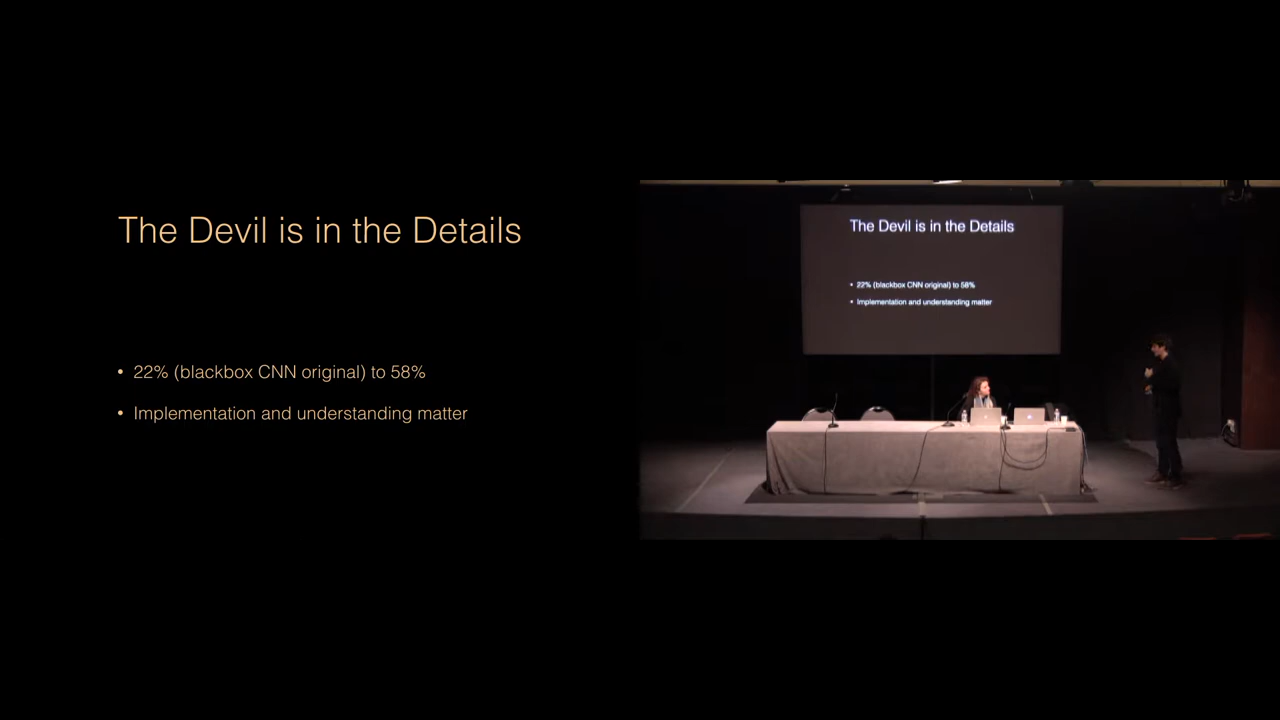 The Devil is in the Details
• 22% (blackbox CNN original) to 58%
• Implementation and understanding matter
The Devil is in the Details
• 22% (blackbox CNN original) to 58%
• Implementation and understanding matter